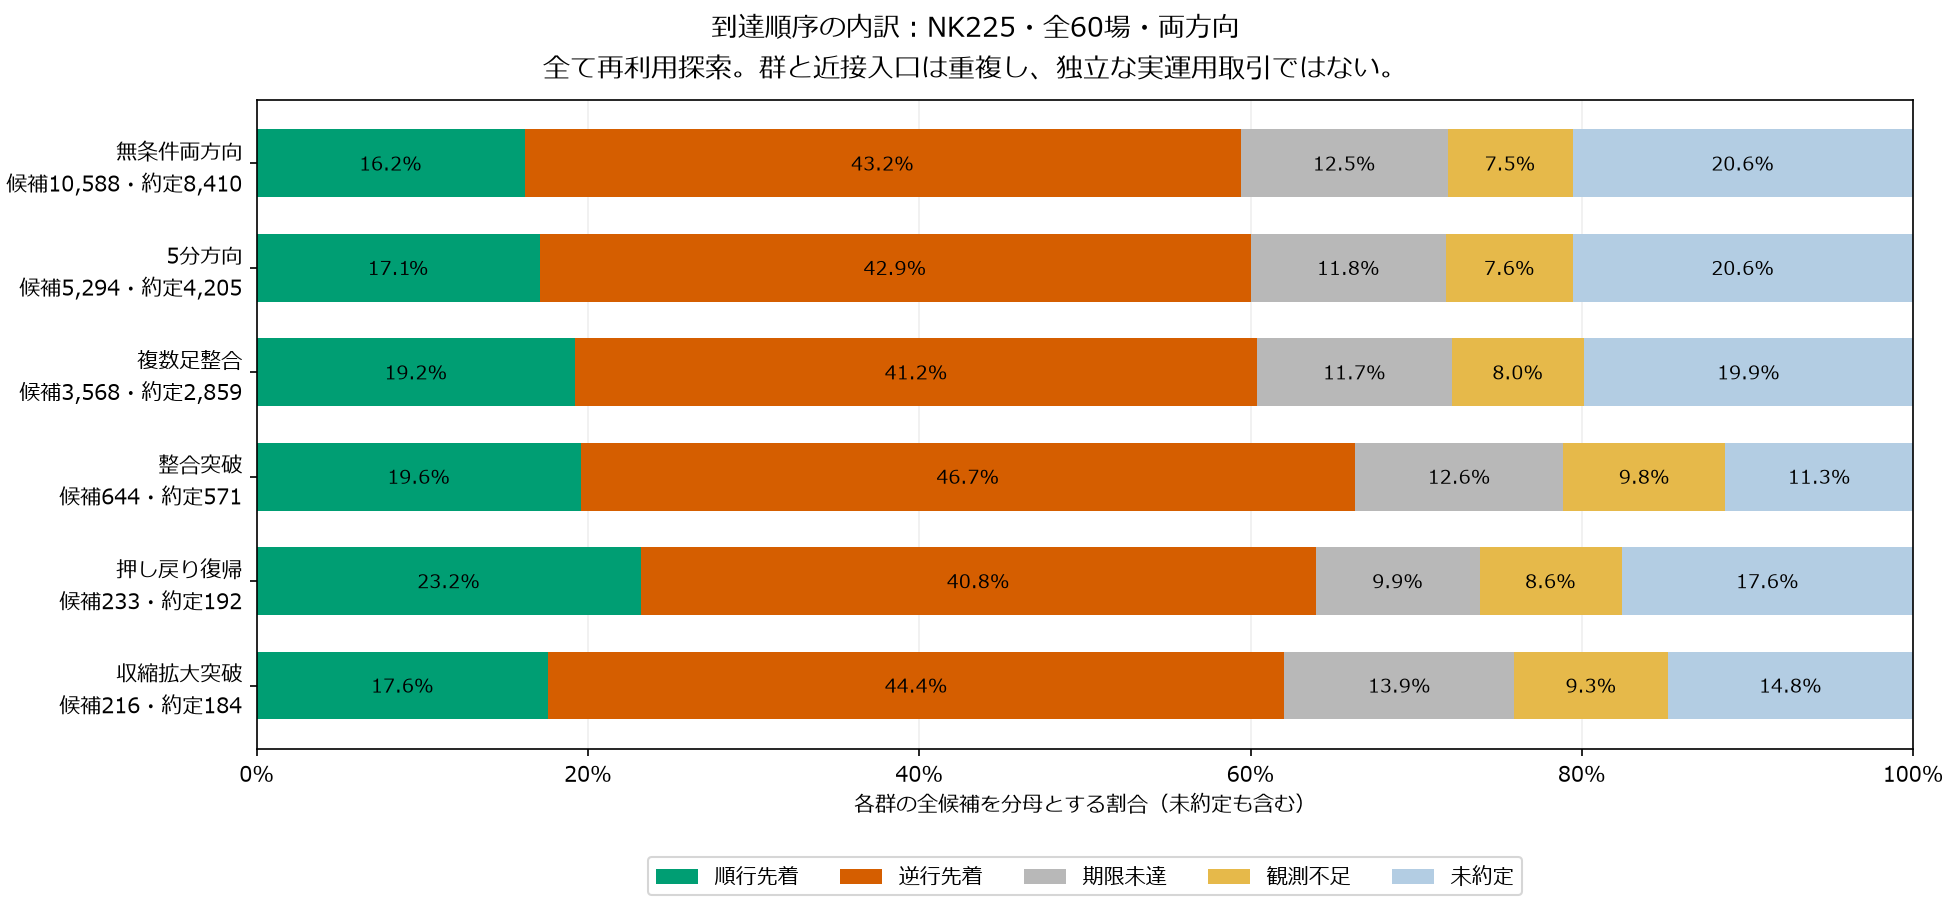 到達順序の内訳：NK225・全60場・両方向
全て再利用探索。群と近接入口は重複し、独立な実運用取引ではない。
無条件両方向
候補10,588・約定8,410
16.2%
43.2%
12.5%
7.5%
20.6%
5分方向
候補5,294・約定4,205
17.1%
42.9%
11.8%
7.6%
20.6%
複数足整合
候補3,568・約定2,859
19.2%
41.2%
11.7%
8.0%
19.9%
整合突破
候補644・約定571
19.6%
46.7%
12.6%
9.8%
11.3%
押し戻り復帰
候補233・約定192
23.2%
40.8%
9.9%
8.6%
17.6%
収縮拡大突破
候補216・約定184
17.6%
44.4%
13.9%
9.3%
14.8%
0%
20%
40%
60%
80%
100%
各群の全候補を分母とする割合（未約定も含む）
順行先着
逆行先着
期限未達
観測不足
未約定